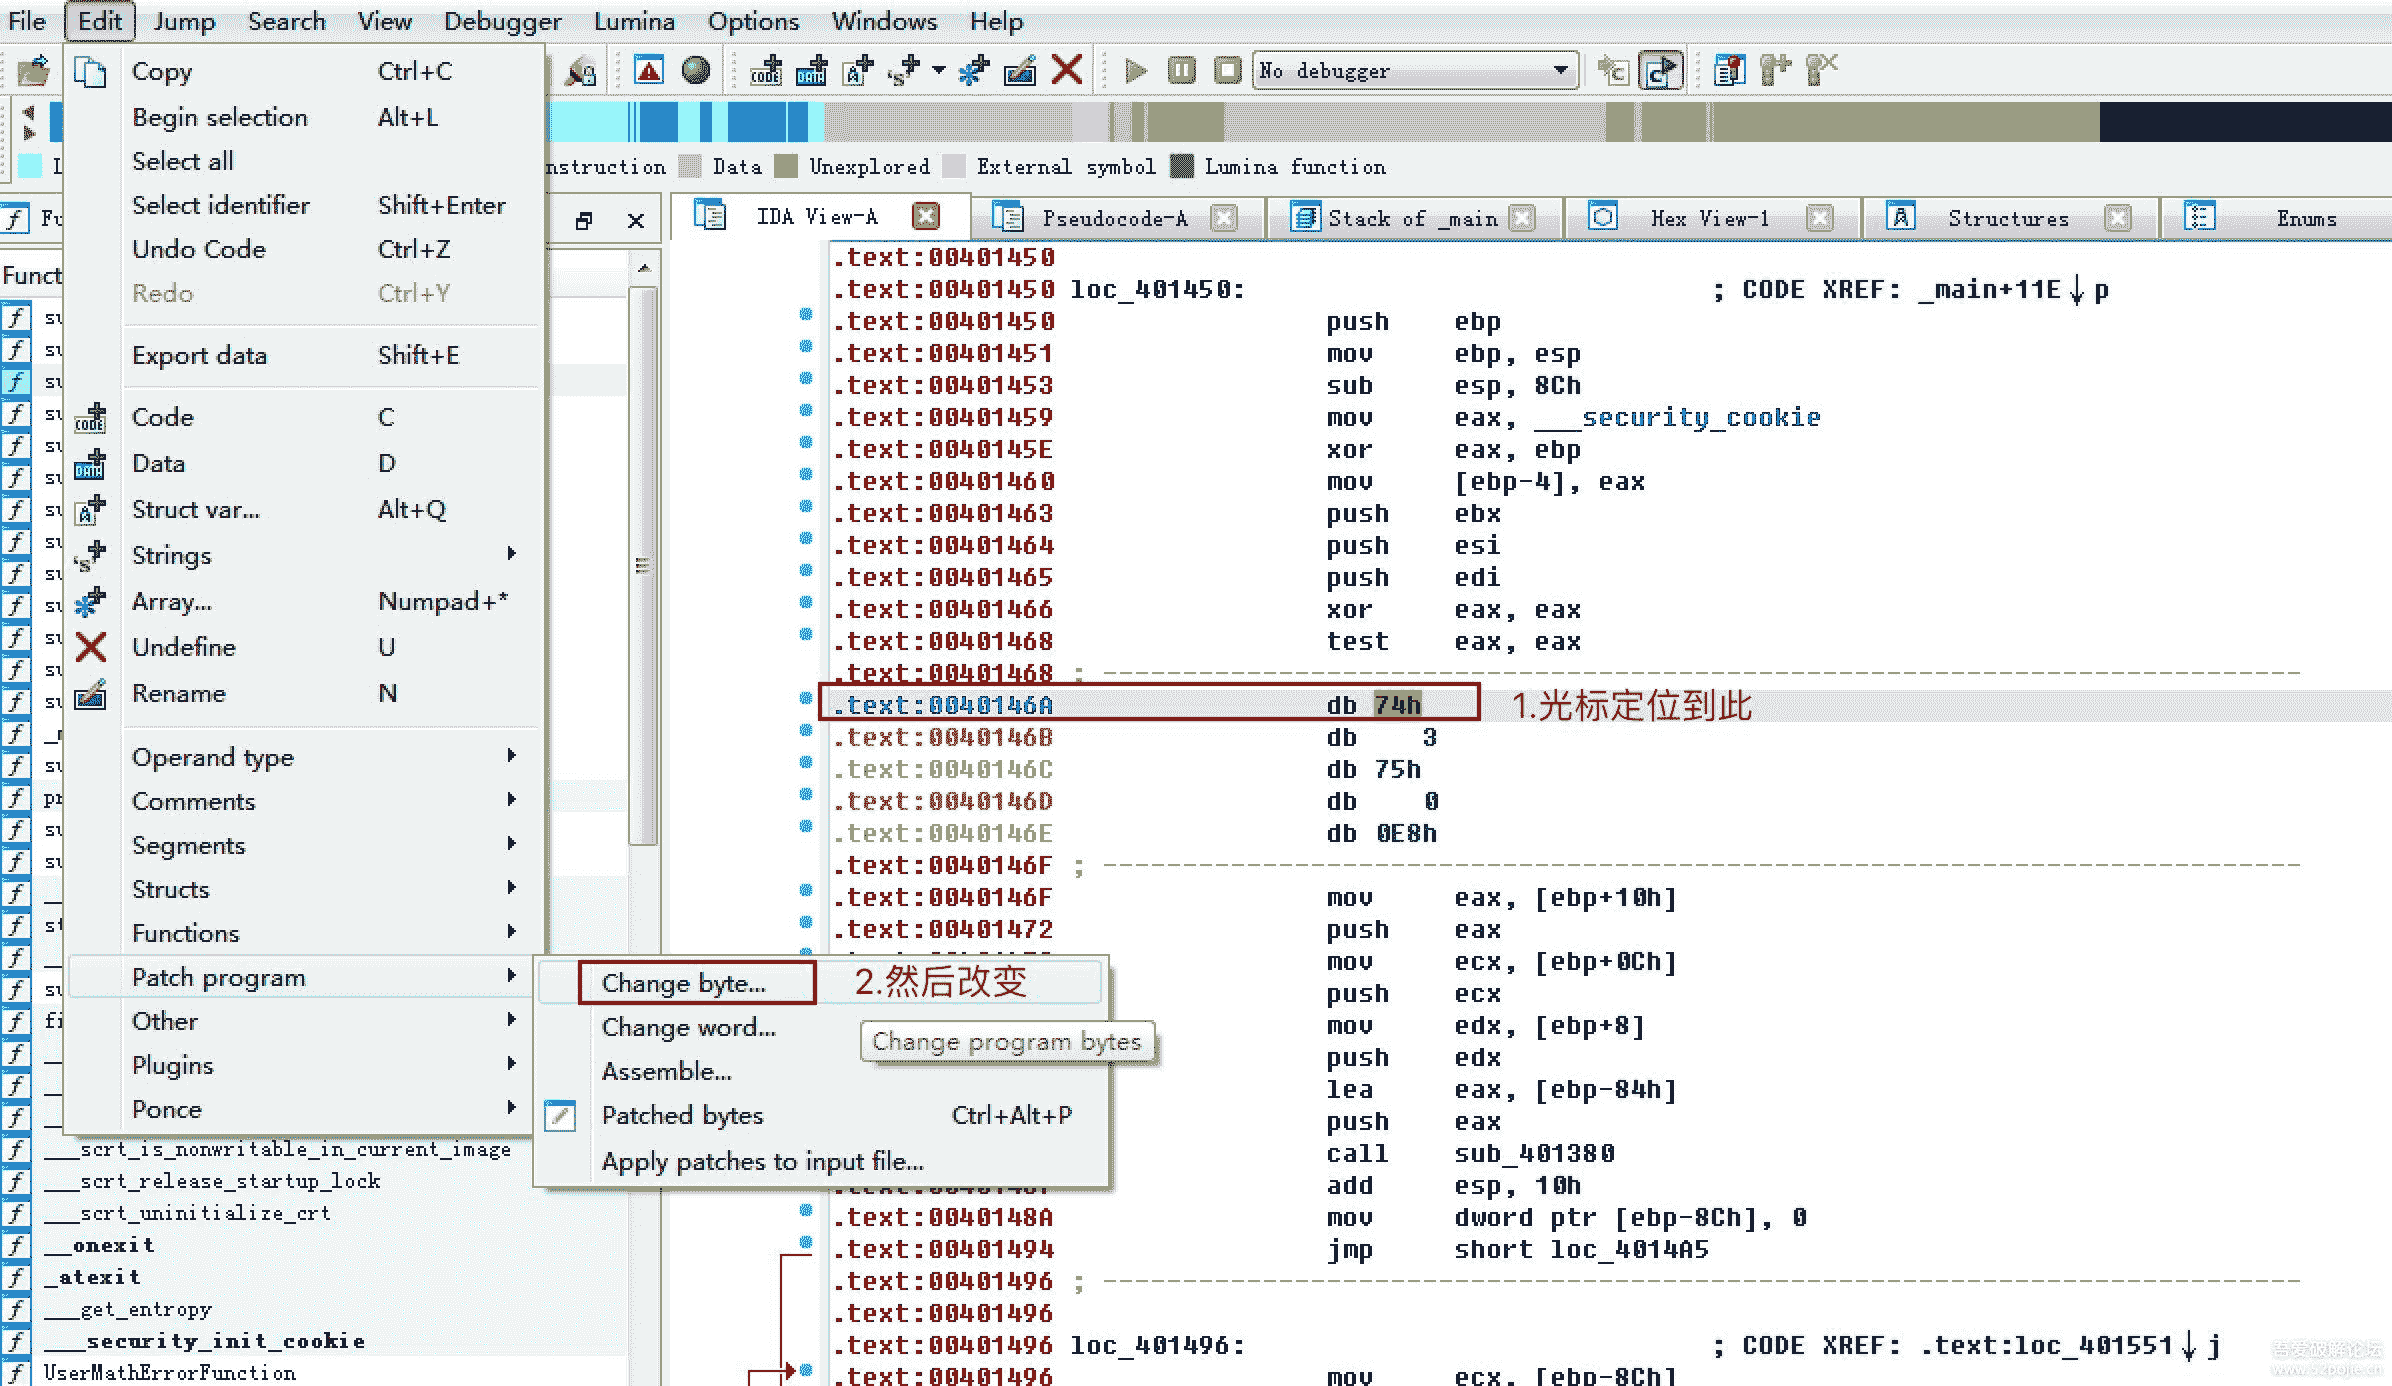 File Edit Jump Search View Debugger Lumina Options Windows Help
No debugger
nstruction Data Unexplored External symbol Lumina function
IDA View-A Pseudocode-A Stack of _main Hex View-1 Structures Enums
Copy Ctrl+C
Begin selection Alt+L
Select all
Select identifier Shift+Enter
Undo Code Ctrl+Z
Redo Ctrl+Y
Export data Shift+E
Code C
Data D
Struct var... Alt+Q
Strings
Array... Numpad+*
Undefine U
Rename N
Operand type
Comments
Segments
Structs
Functions
Patch program
Other
Plugins
Ponce
Change byte... 2.然后改变
Change word...
Change program bytes
Assemble...
Patched bytes Ctrl+Alt+P
Apply patches to input file...
___scrt_is_nonwritable_in_current_image
___scrt_release_startup_lock
___scrt_uninitialize_crt
__onexit
_atexit
___get_entropy
___security_init_cookie
UserMathErrorFunction
.text:00401450
.text:00401450 loc_401450: ; CODE XREF: _main+11E↓p
.text:00401450 push ebp
.text:00401451 mov ebp, esp
.text:00401453 sub esp, 8Ch
.text:00401459 mov eax, ___security_cookie
.text:0040145E xor eax, ebp
.text:00401460 mov [ebp-4], eax
.text:00401463 push ebx
.text:00401464 push esi
.text:00401465 push edi
.text:00401466 xor eax, eax
.text:00401468 test eax, eax
.text:00401468 ; ---------------------------------------------------------------------------
.text:0040146A db 74h 1.光标定位到此
.text:0040146B db 3
.text:0040146C db 75h
.text:0040146D db 0
.text:0040146E db 0E8h
.text:0040146F ; ---------------------------------------------------------------------------
.text:0040146F mov eax, [ebp+10h]
.text:00401472 push eax
mov ecx, [ebp+0Ch]
push ecx
mov edx, [ebp+8]
push edx
lea eax, [ebp-84h]
push eax
call sub_401380
add esp, 10h
.text:0040148A mov dword ptr [ebp-8Ch], 0
.text:00401494 jmp short loc_4014A5
.text:00401496 ; ---------------------------------------------------------------------------
.text:00401496
.text:00401496 loc_401496: ; CODE XREF: .text:loc_401551↓j
.text:00401496 mov ecx, [ebp-8Ch]
吾爱破解论坛
www.52pojie.cn